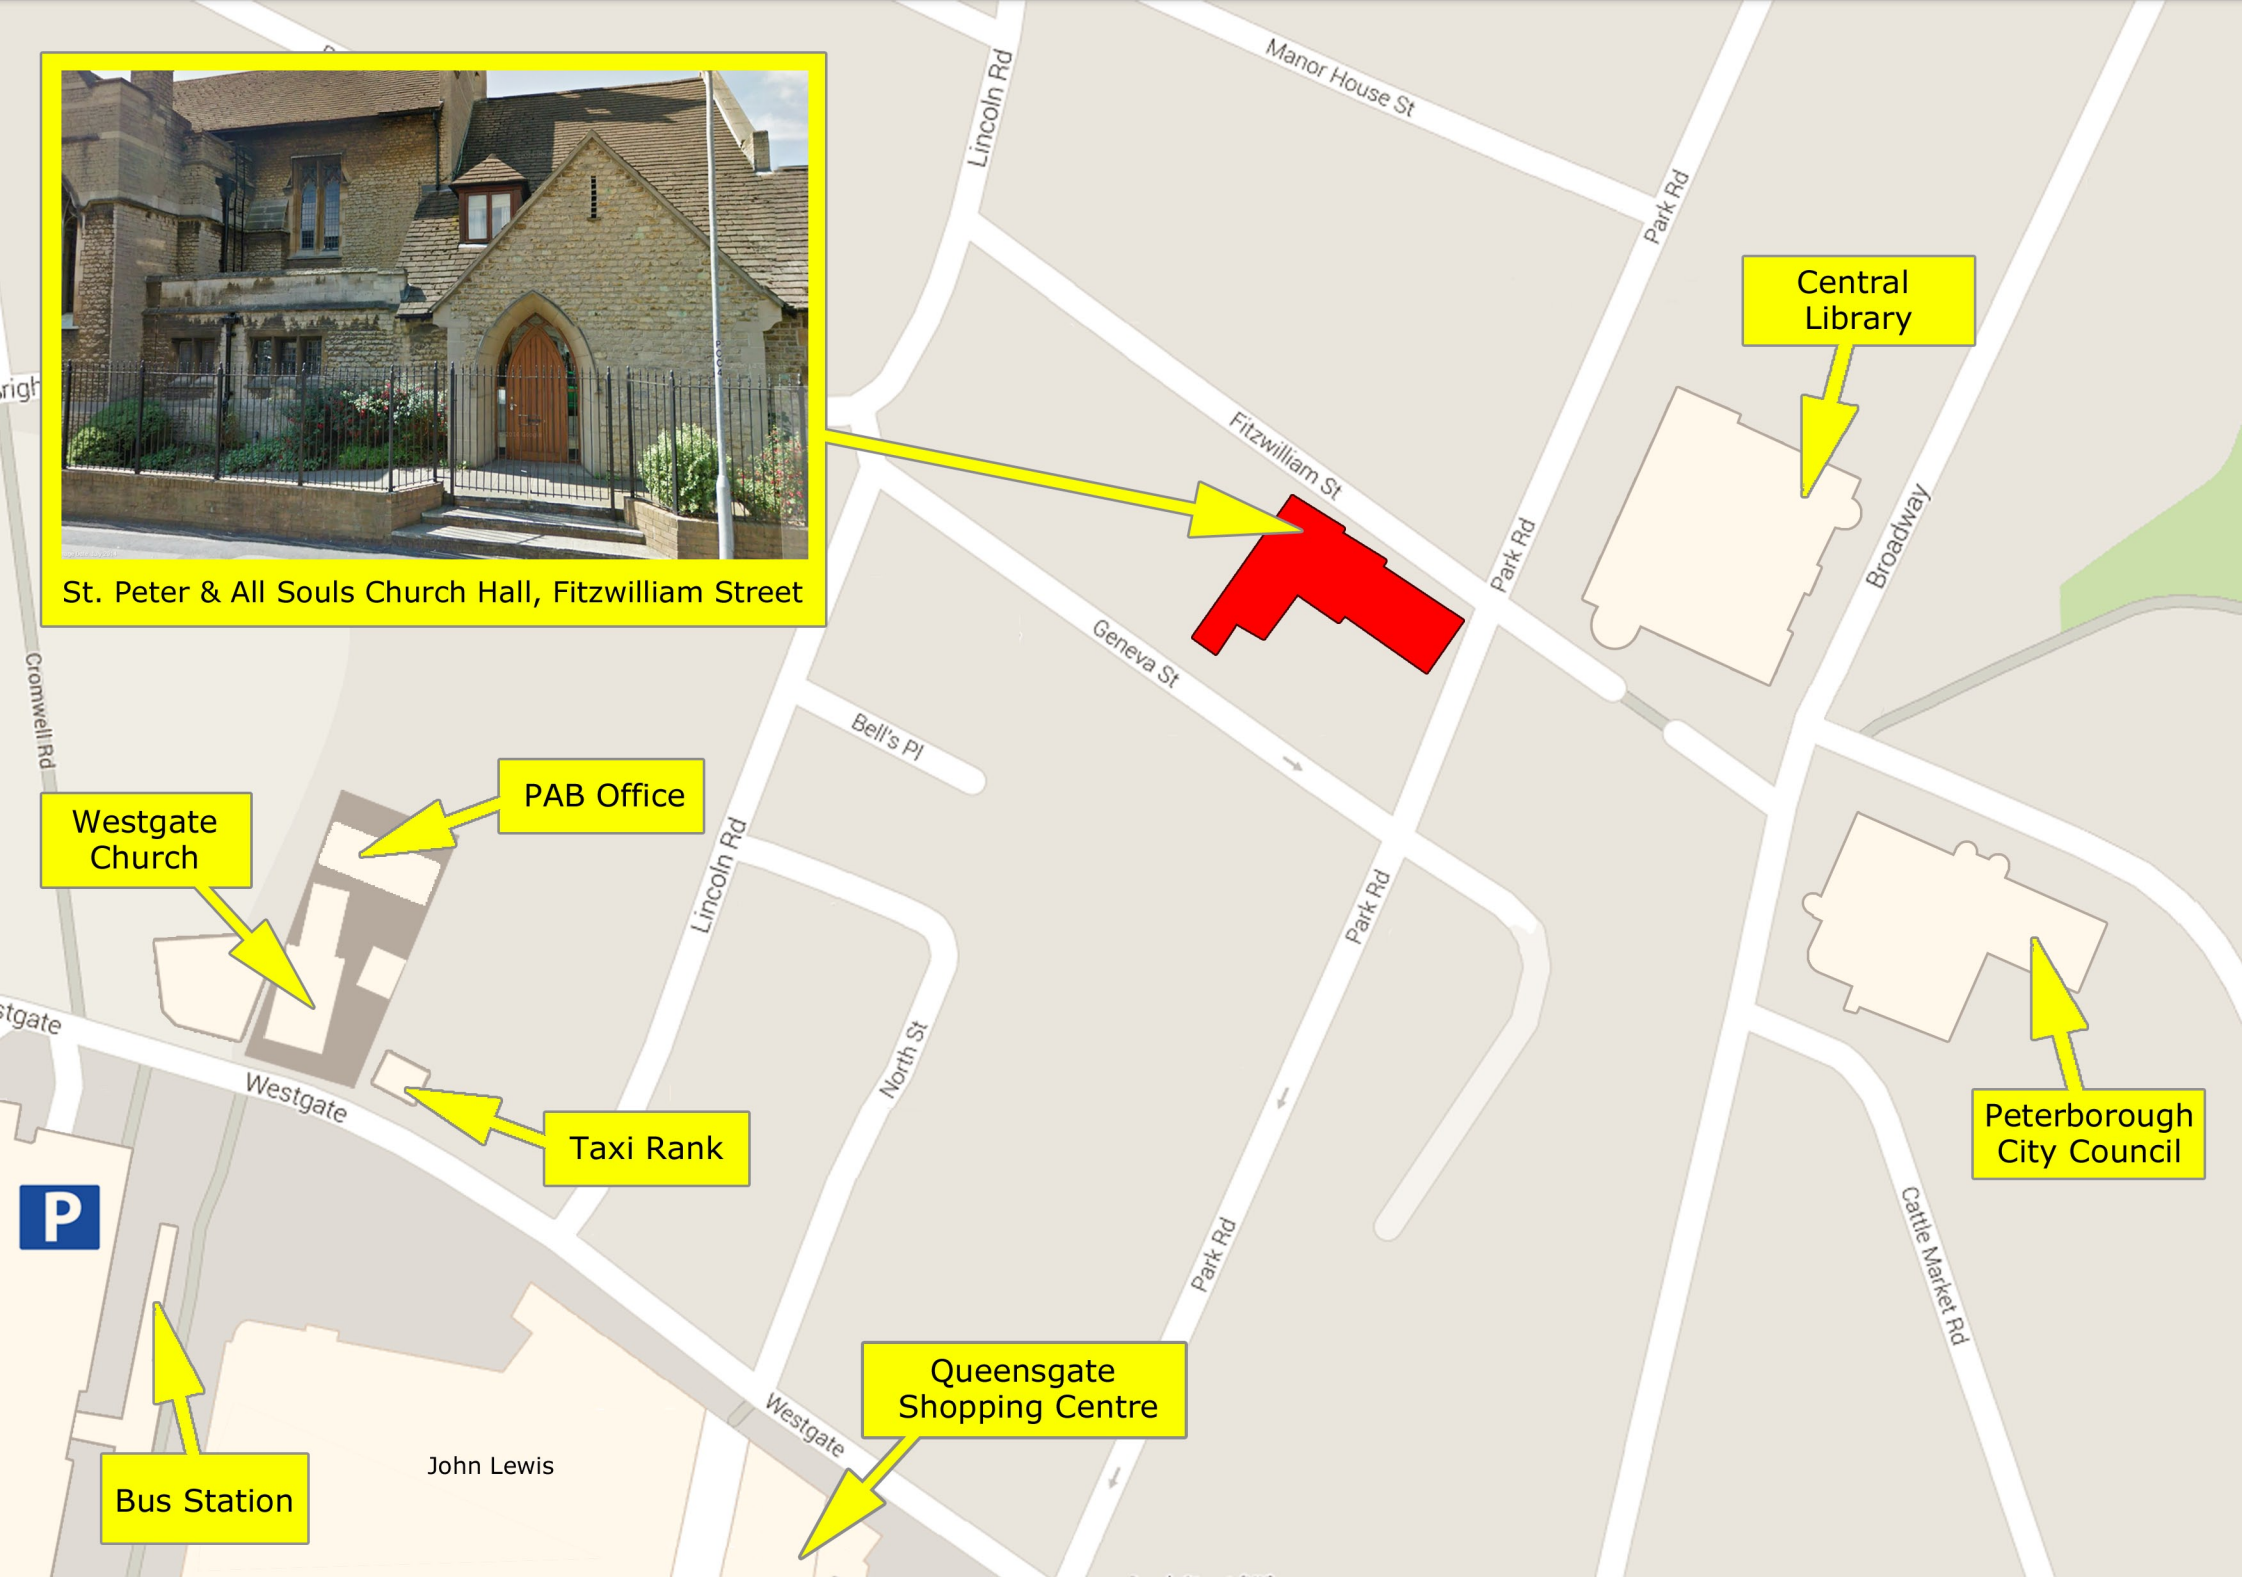 Manor House St
Lincoln Rd
Park Rd
Central
Library
Fitzwilliam St
Broadway
Park Rd
St. Peter & All Souls Church Hall, Fitzwilliam Street
Geneva St
Cromwell Rd
Bell's Pl
PAB Office
Westgate
Church
Lincoln Rd
Park Rd
North St
Westgate
Taxi Rank
Peterborough
City Council
P
Park Rd
Cattle Market Rd
Queensgate
Shopping Centre
Westgate
John Lewis
Bus Station